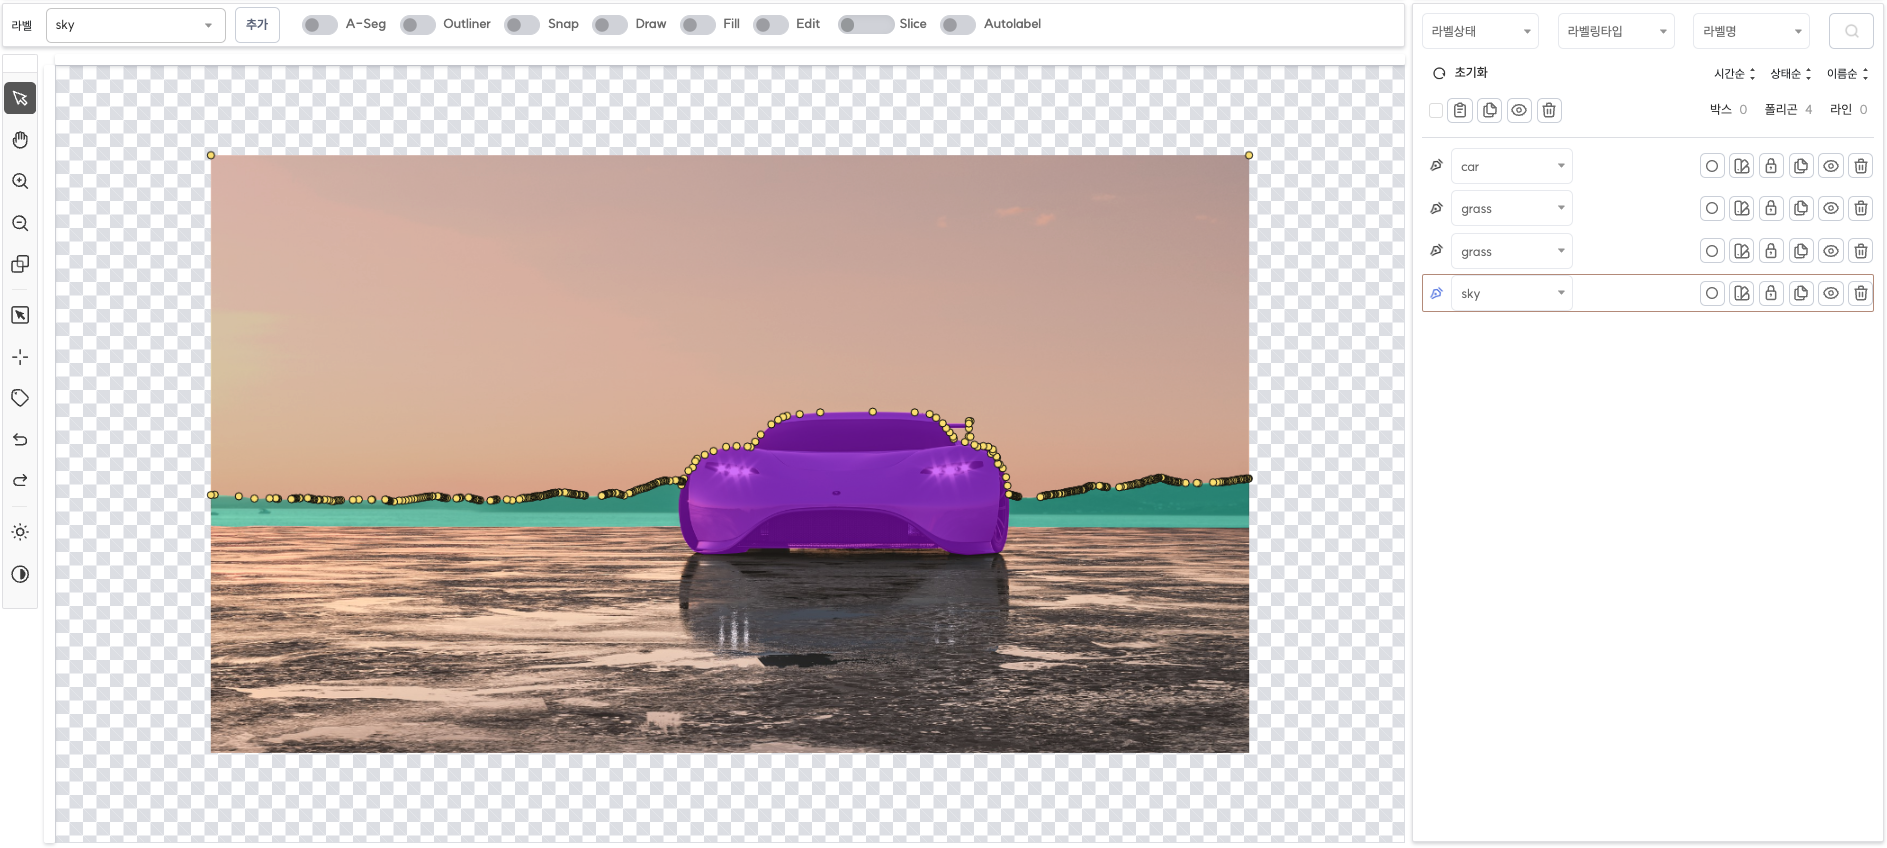 라벨 sky 추가 A-Seg Outliner Snap Draw Fill Edit Slice Autolabel
라벨상태 라벨링타입 라벨명
초기화 시간순 상태순 이름순
박스 0 폴리곤 4 라인 0
car
grass
grass
sky